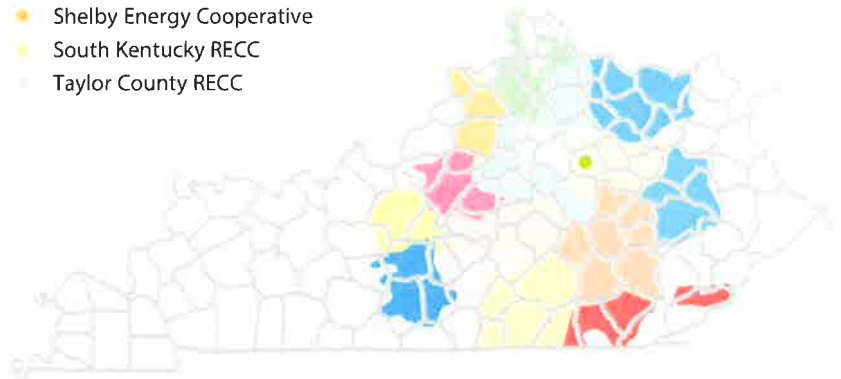 Shelby Energy Cooperative
South Kentucky RECC
Taylor County RECC